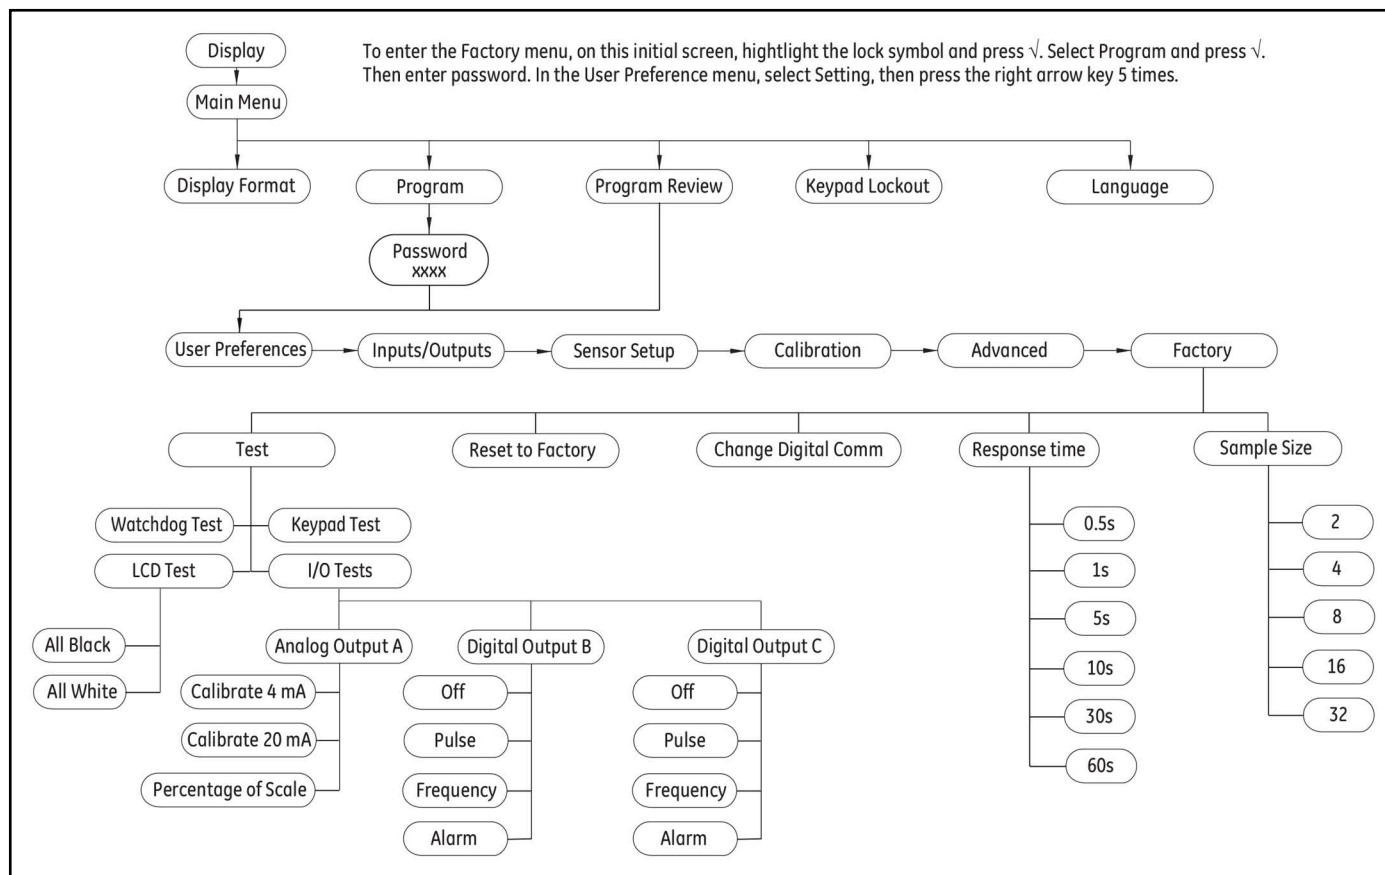 Display
To enter the Factory menu, on this initial screen, hightlight the lock symbol and press √. Select Program and press √.
Then enter password. In the User Preference menu, select Setting, then press the right arrow key 5 times.
Main Menu
Display Format
Program
Program Review
Keypad Lockout
Language
Password
xxxx
User Preferences
Inputs/Outputs
Sensor Setup
Calibration
Advanced
Factory
Test
Reset to Factory
Change Digital Comm
Response time
Sample Size
Watchdog Test
Keypad Test
LCD Test
I/O Tests
All Black
All White
Analog Output A
Calibrate 4 mA
Calibrate 20 mA
Percentage of Scale
Digital Output B
Off
Pulse
Frequency
Alarm
Digital Output C
Off
Pulse
Frequency
Alarm
0.5s
1s
5s
10s
30s
60s
2
4
8
16
32